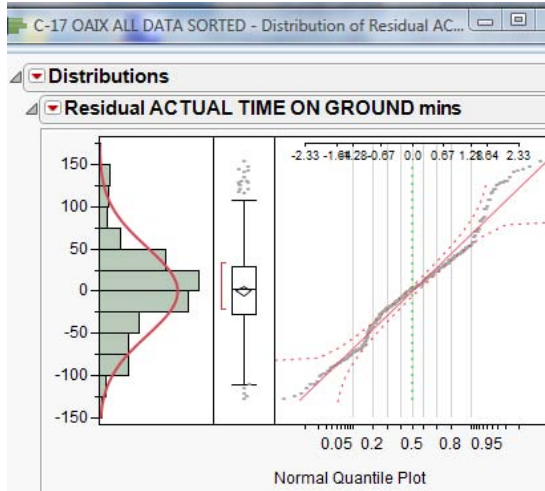 C-17 OAIX ALL DATA SORTED - Distribution of Residual AC...
Distributions
Residual ACTUAL TIME ON GROUND mins
-2.33 -1.64 -1.28 -0.67 0.0 0.67 1.28 1.64 2.33
150
100
50
0
-50
-100
-150
0.05 0.2 0.5 0.8 0.95
Normal Quantile Plot